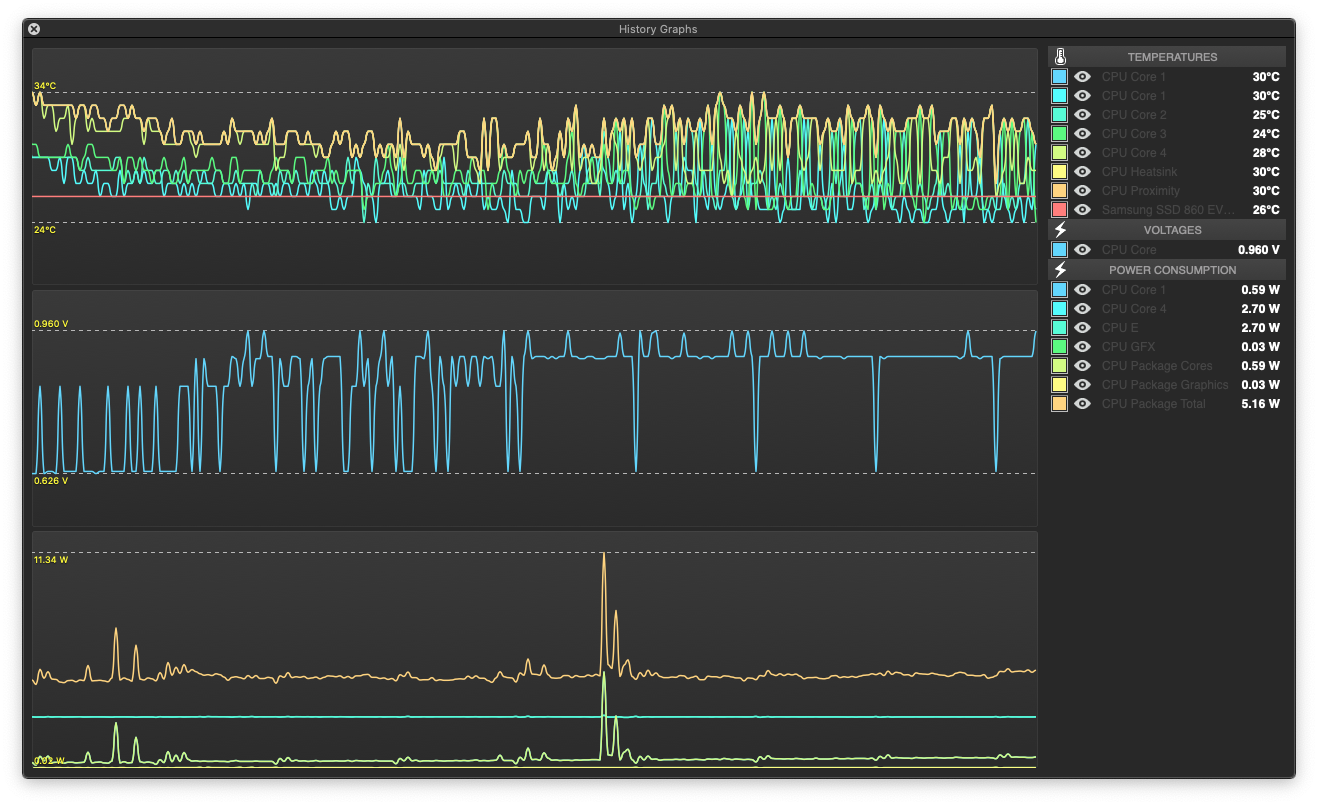 History Graphs
34°C
24°C
0.960 V
0.626 V
11.34 W
TEMPERATURES
CPU Core 1 30°C
CPU Core 1 30°C
CPU Core 2 25°C
CPU Core 3 24°C
CPU Core 4 28°C
CPU Heatsink 30°C
CPU Proximity 30°C
Samsung SSD 860 EV... 26°C
VOLTAGES
CPU Core 0.960 V
POWER CONSUMPTION
CPU Core 1 0.59 W
CPU Core 4 2.70 W
CPU E 2.70 W
CPU GFX 0.03 W
CPU Package Cores 0.59 W
CPU Package Graphics 0.03 W
CPU Package Total 5.16 W